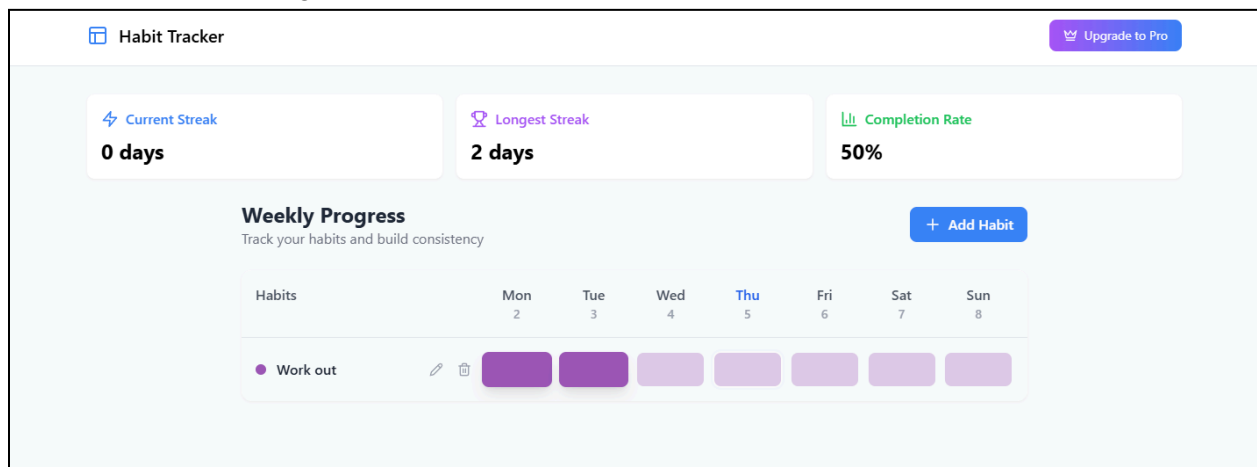 Habit Tracker
Upgrade to Pro
Current Streak
0 days
Longest Streak
2 days
Completion Rate
50%
Weekly Progress
Track your habits and build consistency
+ Add Habit
Habits Mon Tue Wed Thu Fri Sat Sun
2 3 4 5 6 7 8
Work out